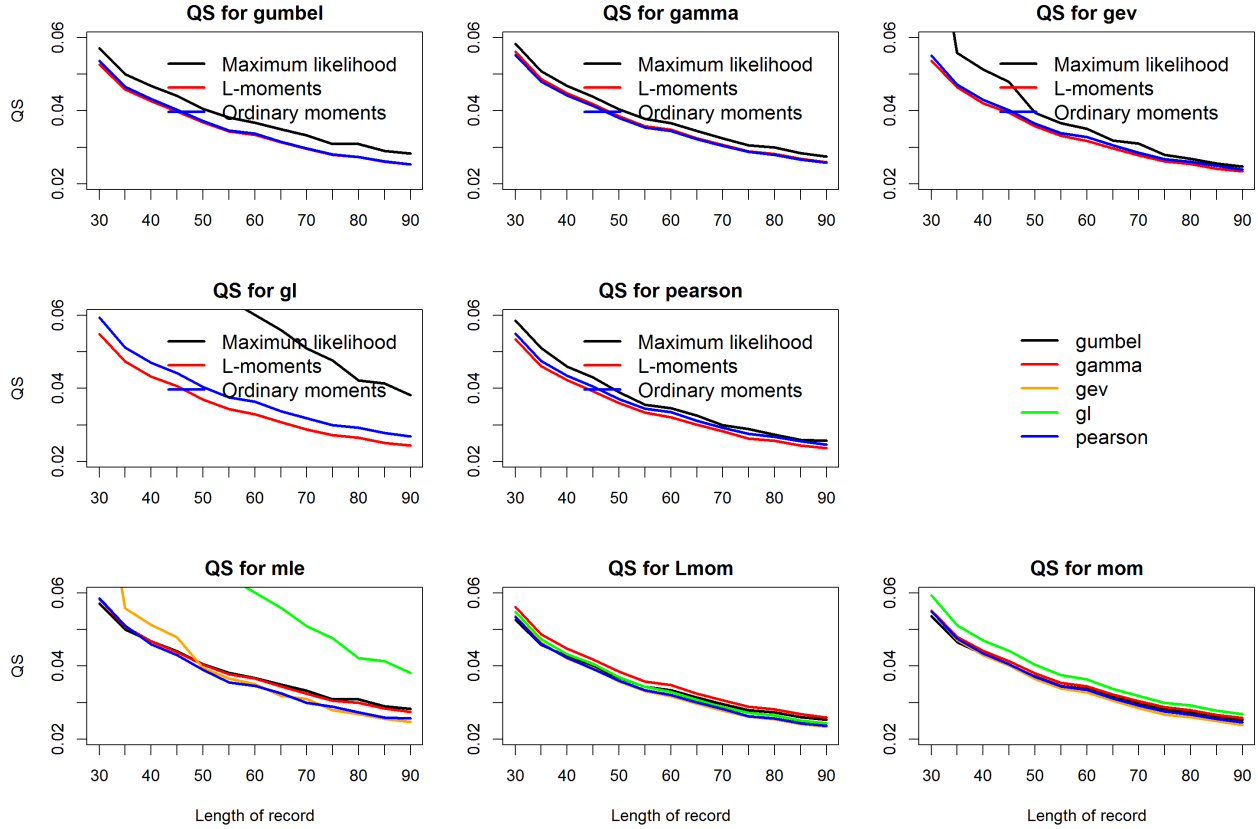 QS for gumbel
QS
0.02 0.04 0.06
Maximum likelihood
L-moments
Ordinary moments
30 40 50 60 70 80 90
QS for gamma
0.02 0.04 0.06
Maximum likelihood
L-moments
Ordinary moments
30 40 50 60 70 80 90
QS for gev
0.02 0.04 0.06
Maximum likelihood
L-moments
Ordinary moments
30 40 50 60 70 80 90
QS for gl
QS
0.02 0.04 0.06
Maximum likelihood
L-moments
Ordinary moments
30 40 50 60 70 80 90
QS for pearson
0.02 0.04 0.06
Maximum likelihood
L-moments
Ordinary moments
30 40 50 60 70 80 90
gumbel
gamma
gev
gl
pearson
QS for mle
QS
0.02 0.04 0.06
30 40 50 60 70 80 90
Length of record
QS for Lmom
0.02 0.04 0.06
30 40 50 60 70 80 90
Length of record
QS for mom
0.02 0.04 0.06
30 40 50 60 70 80 90
Length of record